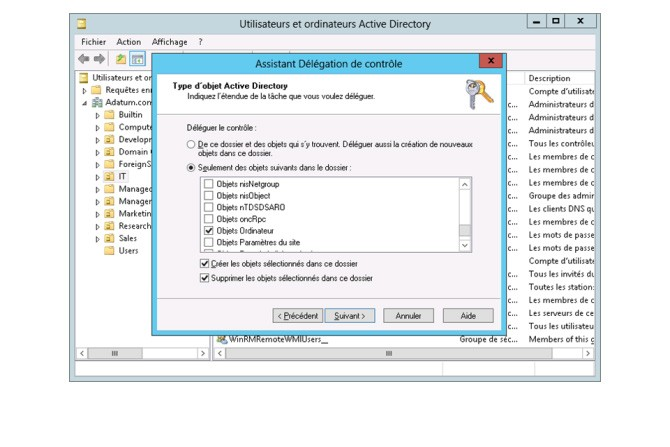 Utilisateurs et ordinateurs Active Directory
Fichier Action Affichage ?
Assistant Délégation de contrôle
Type d'objet Active Directory
Indiquez l'étendue de la tâche que vous voulez déléguer.
Déléguer le contrôle :
De ce dossier et des objets qui s'y trouvent. Déléguer aussi la création de nouveaux
objets dans ce dossier.
Seulement des objets suivants dans le dossier :
Objets nisNetgroup
Objets nisObject
Objets nTDSDSARO
Objets oncRpc
Objets Ordinateur
Objets Paramètres du site
Créer les objets sélectionnés dans ce dossier
Supprimer les objets sélectionnés dans ce dossier
< Précédent
Suivant >
Annuler
Aide
Utilisateurs et or
Requêtes en
Adatum.com
Builtin
Compute
Develop
Domain
ForeignS
IT
Managed
Manager
Marketin
Research
Sales
Users
Description
Compte d'utilisat
c... Administrateurs d
c... Administrateurs d
c... Administrateurs d
c... Tous les contrôleu
c... Les membres de c
c... Les membres de c
c... Les membres de c
c... Groupe des admir
c... Les clients DNS qu
c... Les membres de c
c... Les mots de passe
c... Les mots de passe
Compte d'utilisate
c... Tous les invités du
c... Toutes les station
c... Les membres de c
c... Les serveurs de ce
c... Tous les utilisateu
WinRMRemoteWMIUsers__ Groupe de séc... Members of this g